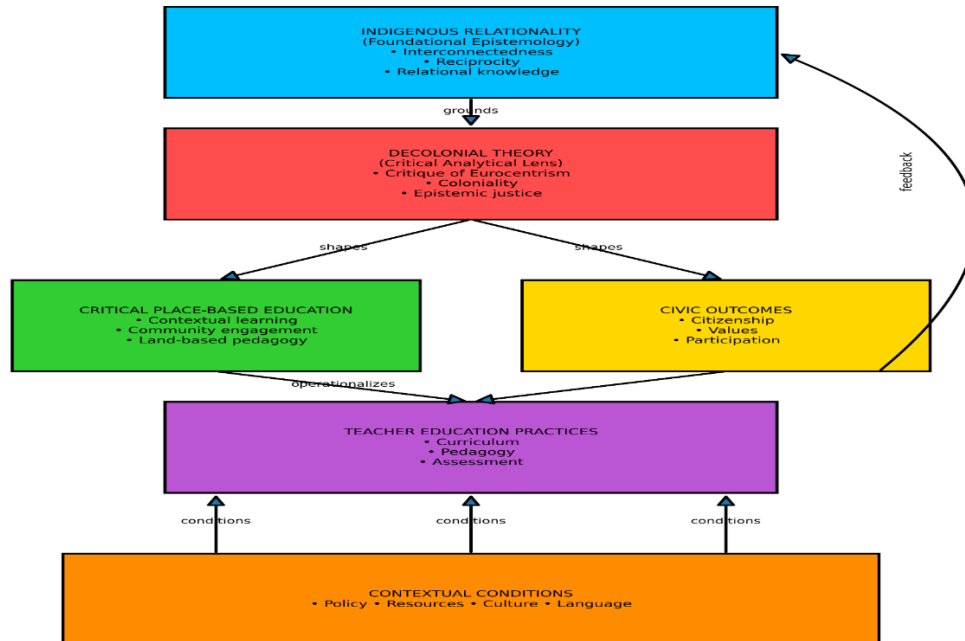 INDIGENOUS RELATIONALITY
(Foundational Epistemology)
• Interconnectedness
• Reciprocity
• Relational knowledge
grounds
DECOLONIAL THEORY
(Critical Analytical Lens)
• Critique of Eurocentrism
• Coloniality
• Epistemic justice
feedback
shapes
shapes
CRITICAL PLACE-BASED EDUCATION
• Contextual learning
• Community engagement
• Land-based pedagogy
CIVIC OUTCOMES
• Citizenship
• Values
• Participation
operationalizes
TEACHER EDUCATION PRACTICES
• Curriculum
• Pedagogy
• Assessment
conditions
conditions
conditions
CONTEXTUAL CONDITIONS
• Policy • Resources • Culture • Language